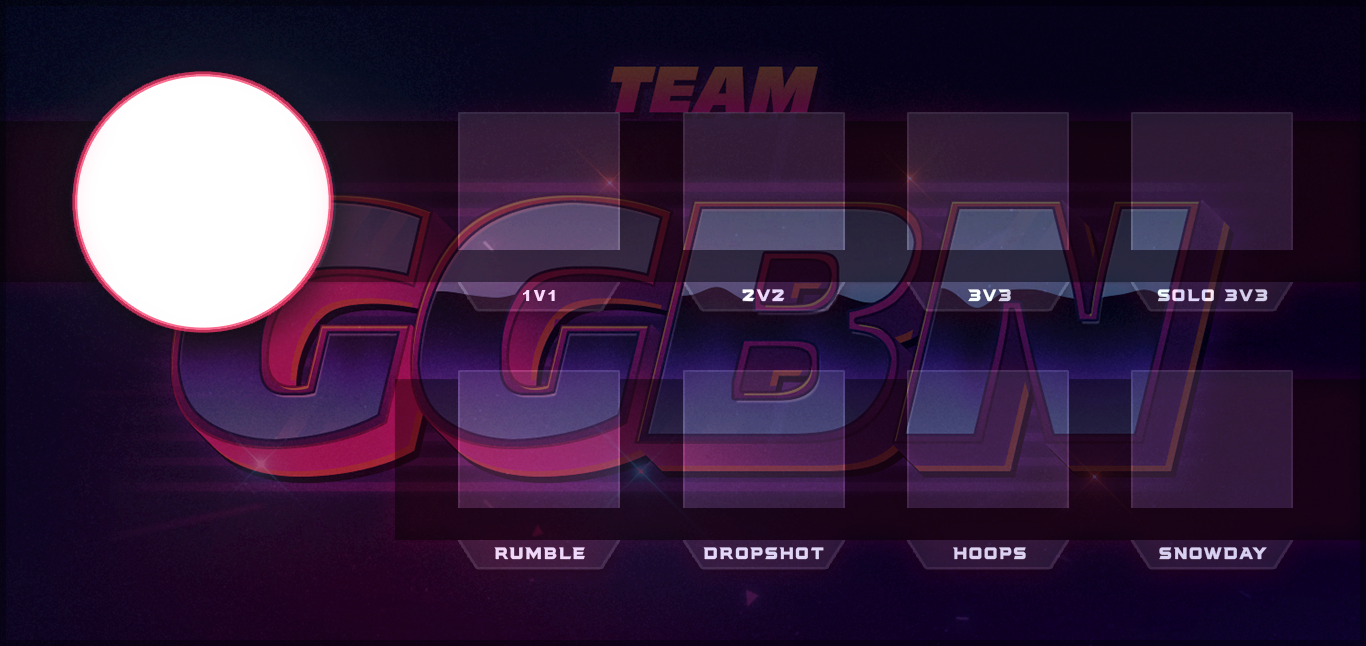 TEAM
GGBN
1V1
2V2
3V3
SOLO 3V3
RUMBLE
DROPSHOT
HOOPS
SNOWDAY